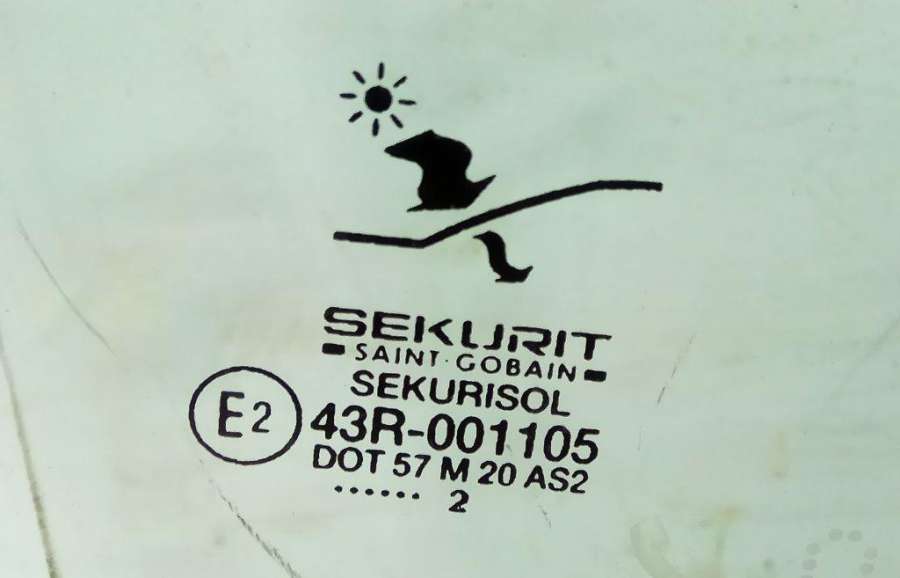 SEKURIT
SAINT-GOBAIN
SEKURISOL
E2 43R-001105
DOT 57 M 20 AS2
...... 2